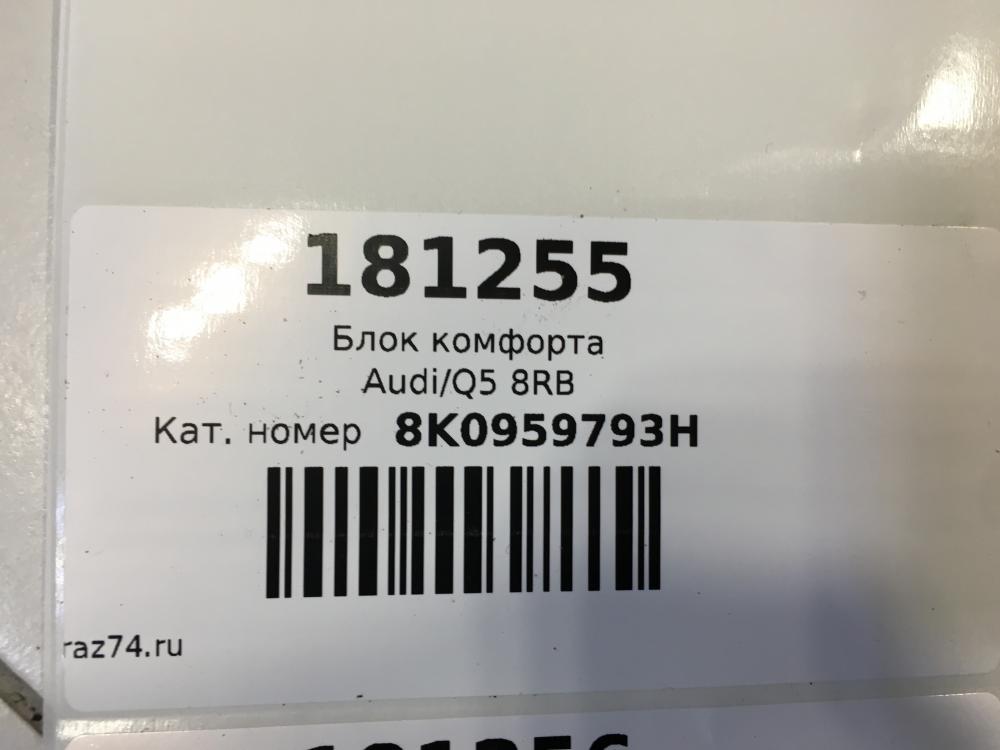 181255
Блок комфорта
Audi/Q5 8RB
Кат. номер 8K0959793H
raz74.ru